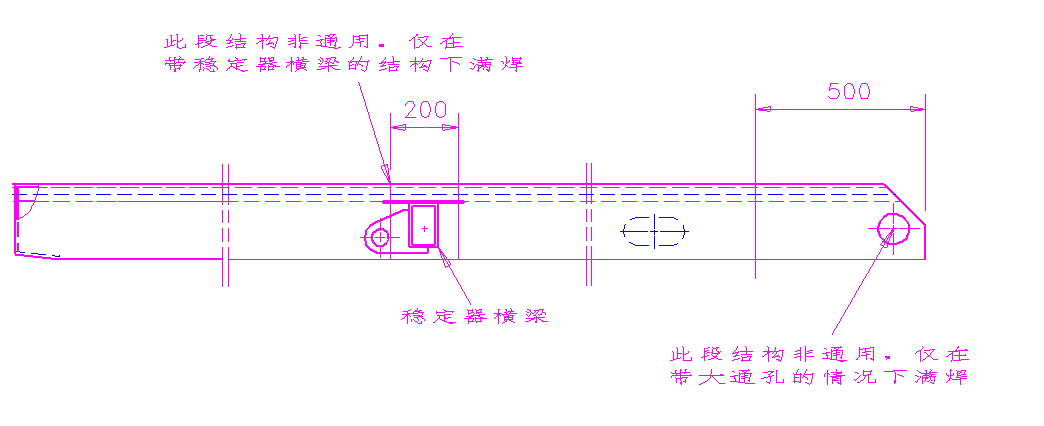 此段结构非通用. 仅在
带稳定器横梁的结构下满焊
500
200
稳定器横梁
此段结构非通用. 仅在
带大通孔的情况下满焊